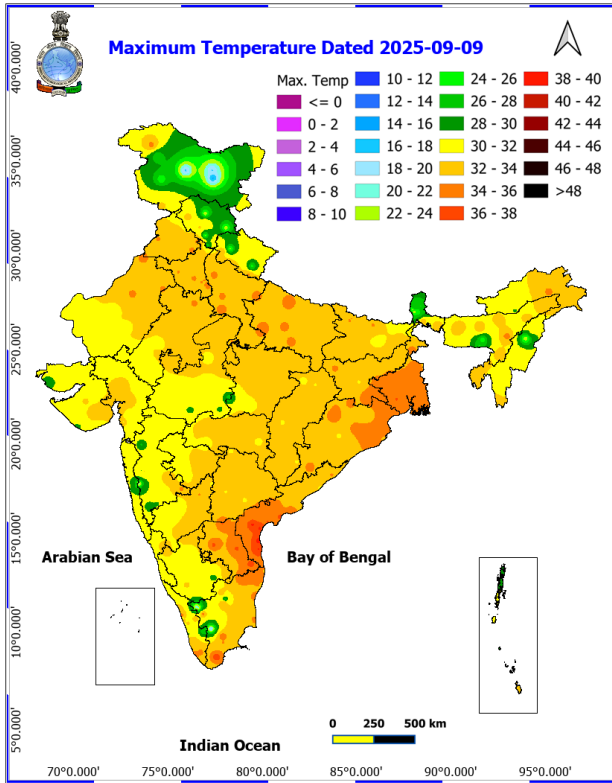 Maximum Temperature Dated 2025-09-09
Max. Temp
<= 0
0 - 2
2 - 4
4 - 6
6 - 8
8 - 10
10 - 12
12 - 14
14 - 16
16 - 18
18 - 20
20 - 22
22 - 24
24 - 26
26 - 28
28 - 30
30 - 32
32 - 34
34 - 36
36 - 38
38 - 40
40 - 42
42 - 44
44 - 46
46 - 48
>48
40°0.000'
35°0.000'
30°0.000'
25°0.000'
20°0.000'
15°0.000'
10°0.000'
5°0.000'
Arabian Sea
Bay of Bengal
Indian Ocean
0 250 500 km
70°0.000' 75°0.000' 80°0.000' 85°0.000' 90°0.000' 95°0.000'